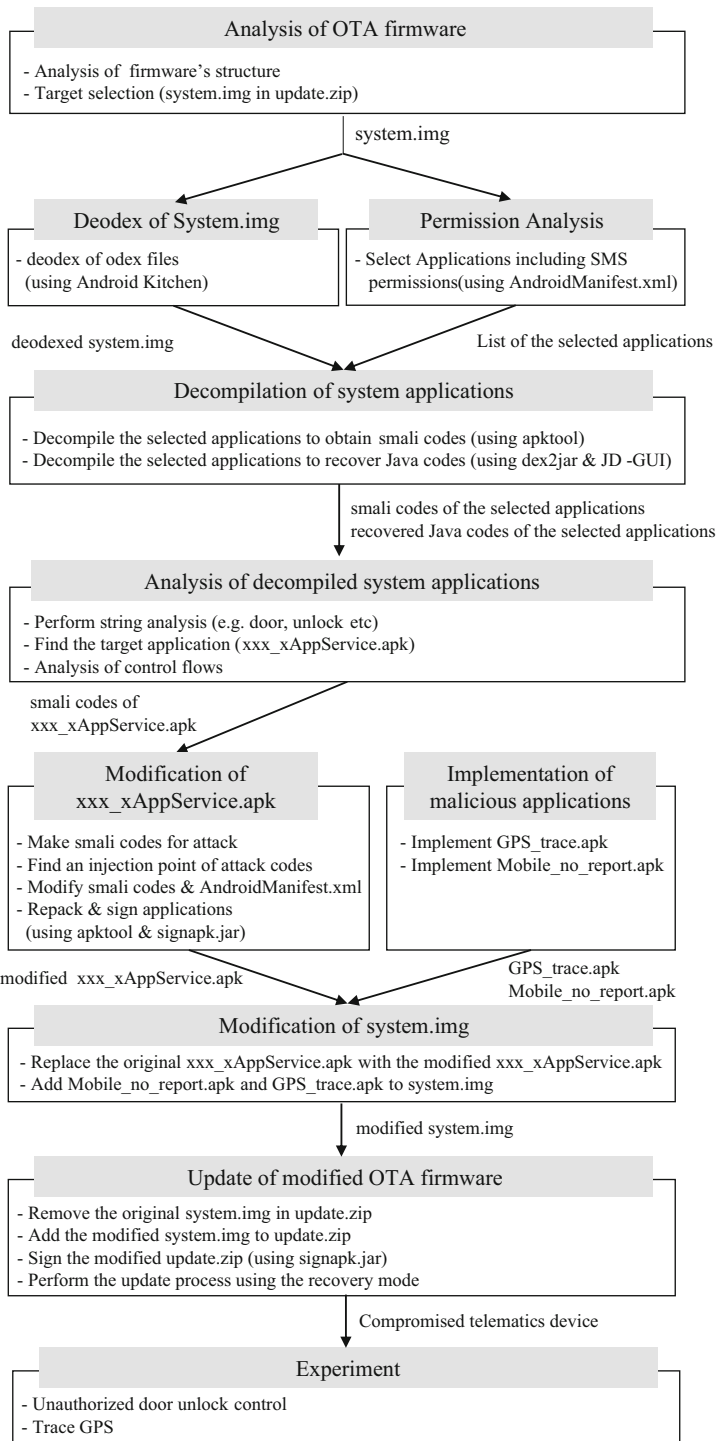 Analysis of OTA firmware
- Analysis of firmware's structure
- Target selection (system.img in update.zip)
system.img
Deodex of System.img
- deodex of odex files
(using Android Kitchen)
Permission Analysis
- Select Applications including SMS
permissions(using AndroidManifest.xml)
deodexed system.img
List of the selected applications
Decompilation of system applications
- Decompile the selected applications to obtain smali codes (using apktool)
- Decompile the selected applications to recover Java codes (using dex2jar & JD -GUI)
smali codes of the selected applications
recovered Java codes of the selected applications
Analysis of decompiled system applications
- Perform string analysis (e.g. door, unlock etc)
- Find the target application (xxx_xAppService.apk)
- Analysis of control flows
smali codes of
xxx_xAppService.apk
Modification of
xxx_xAppService.apk
- Make smali codes for attack
- Find an injection point of attack codes
- Modify smali codes & AndroidManifest.xml
- Repack & sign applications
(using apktool & signapk.jar)
Implementation of
malicious applications
- Implement GPS_trace.apk
- Implement Mobile_no_report.apk
modified xxx_xAppService.apk
GPS_trace.apk
Mobile_no_report.apk
Modification of system.img
- Replace the original xxx_xAppService.apk with the modified xxx_xAppService.apk
- Add Mobile_no_report.apk and GPS_trace.apk to system.img
modified system.img
Update of modified OTA firmware
- Remove the original system.img in update.zip
- Add the modified system.img to update.zip
- Sign the modified update.zip (using signapk.jar)
- Perform the update process using the recovery mode
Compromised telematics device
Experiment
- Unauthorized door unlock control
- Trace GPS